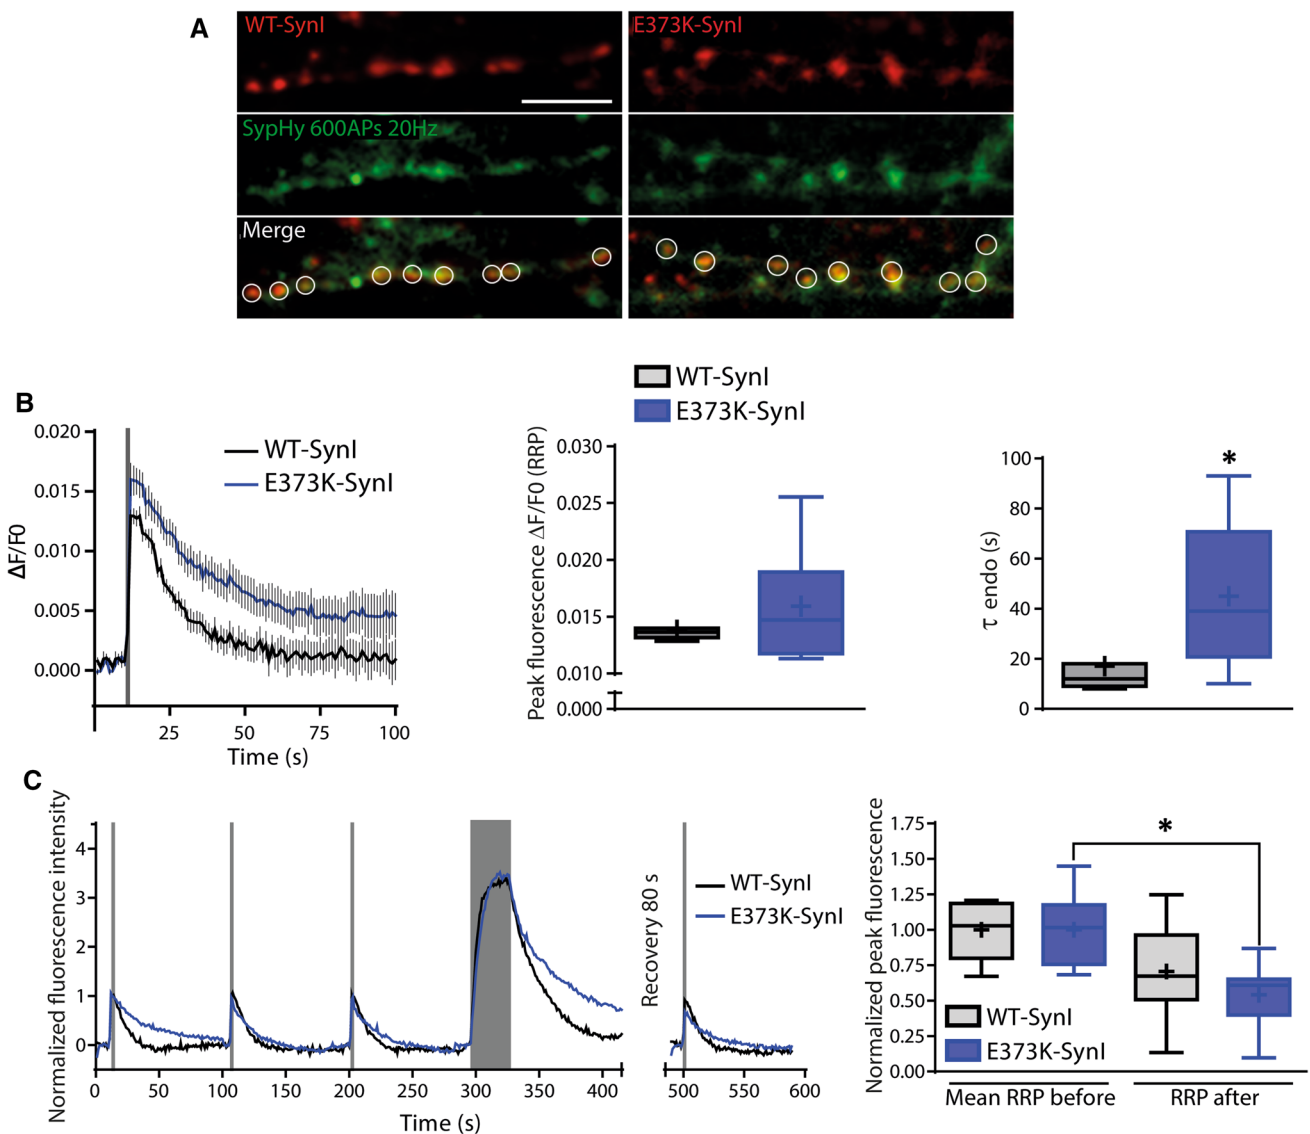 A
WT-SynI
E373K-SynI
SypHy 600APs 20Hz
Merge
B
0.020
0.015
0.010
0.005
0.000
ΔF/F0
25
50
75
100
Time (s)
WT-SynI
E373K-SynI
WT-SynI
E373K-SynI
Peak fluorescence ΔF/F0 (RRP)
0.030
0.025
0.020
0.015
0.010
0.000
τ endo (s)
100
80
60
40
20
0
*
C
Normalized fluorescence intensity
4
3
2
1
0
0
50
100
150
200
250
300
350
400
Time (s)
Recovery 80 s
WT-SynI
E373K-SynI
500
550
600
Normalized peak fluorescence
1.75
1.50
1.25
1.00
0.75
0.50
0.25
0.00
*
WT-SynI
E373K-SynI
Mean RRP before
RRP after